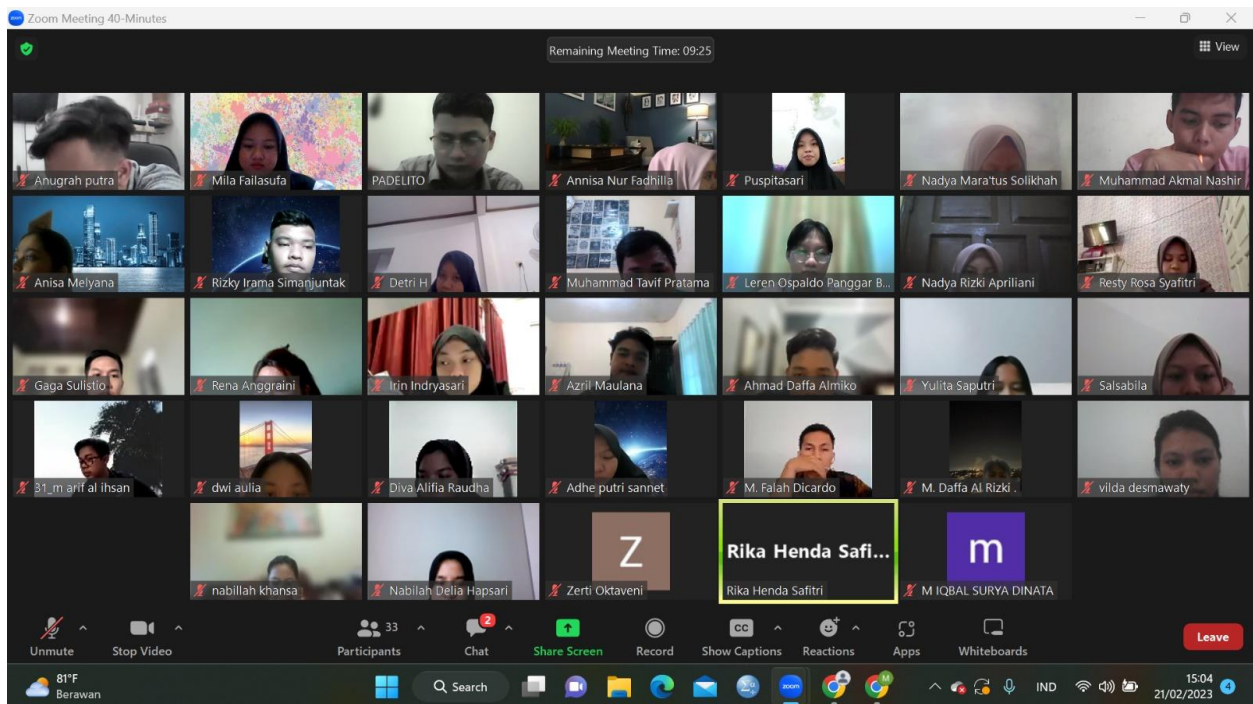 Zoom Meeting 40-Minutes
Remaining Meeting Time: 09:25
View
Anugrah putra
Mila Failasufa
PADELITO
Annisa Nur Fadhilla
Puspitasari
Nadya Mara'tus Solikhah
Muhammad Akmal Nashir
Anisa Melyana
Rizky Irama Simanjuntak
Detri H
Muhammad Tavif Pratama
Leren Ospaldo Panggar B...
Nadya Rizki Apriliani
Resty Rosa Syafitri
Gaga Sulistio
Rena Anggraini
Irin Indryasari
Azril Maulana
Ahmad Daffa Almiko
Yulita Saputri
Salsabila
31_m arif al ihsan
dwi aulia
Diva Alifia Raudha
Adhe putri sannet
M. Falah Dicardo
M. Daffa Al Rizki .
vilda desmawaty
nabillah khansa
Nabilah Delia Hapsari
Z
Zerti Oktaveni
Rika Henda Safi...
Rika Henda Safitri
m
M IQBAL SURYA DINATA
Unmute
Stop Video
33
Participants
2
Chat
Share Screen
Record
CC
Show Captions
Reactions
Apps
Whiteboards
Leave
81°F
Berawan
Search
zoom
M
IND
15:04
21/02/2023
4